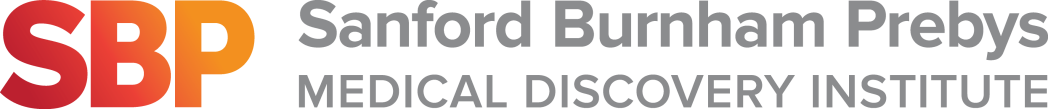 SBP
Sanford Burnham Prebys
MEDICAL DISCOVERY INSTITUTE